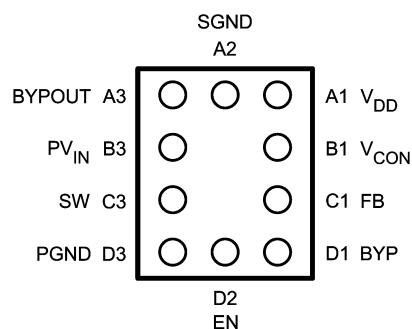 SGND
A2
BYPOUT A3 A1 VDD
PVIN B3 B1 VCON
SW C3 C1 FB
PGND D3 D1 BYP
D2
EN